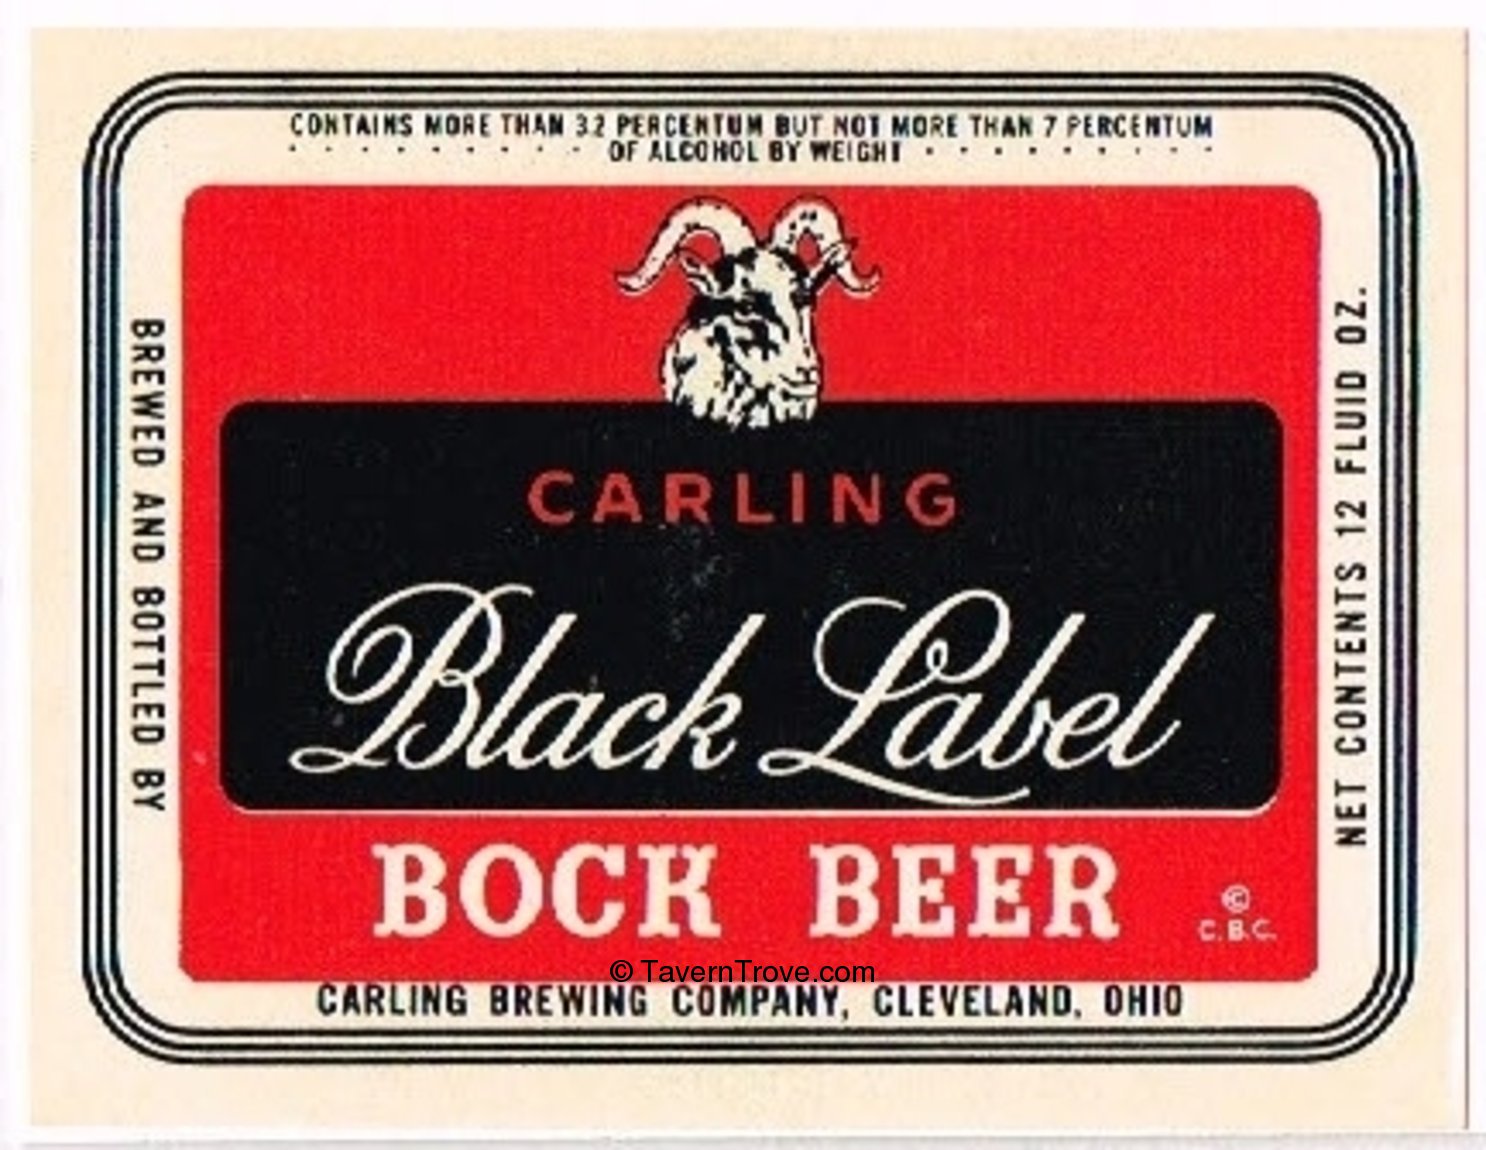 CONTAINS MORE THAN 3.2 PERCENTUM BUT NOT MORE THAN 7 PERCENTUM
OF ALCOHOL BY WEIGHT
BREWED AND BOTTLED BY
NET CONTENTS 12 FLUID OZ.
CARLING
Black Label
BOCK BEER
©
C.B.C.
© TavernTrove.com
CARLING BREWING COMPANY, CLEVELAND, OHIO